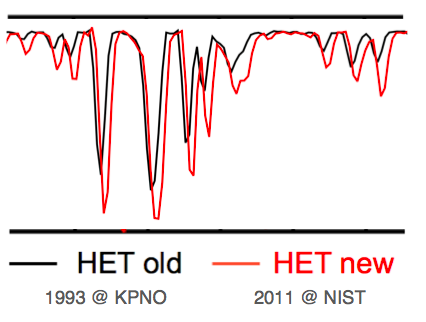 HET old HET new
1993 @ KPNO 2011 @ NIST